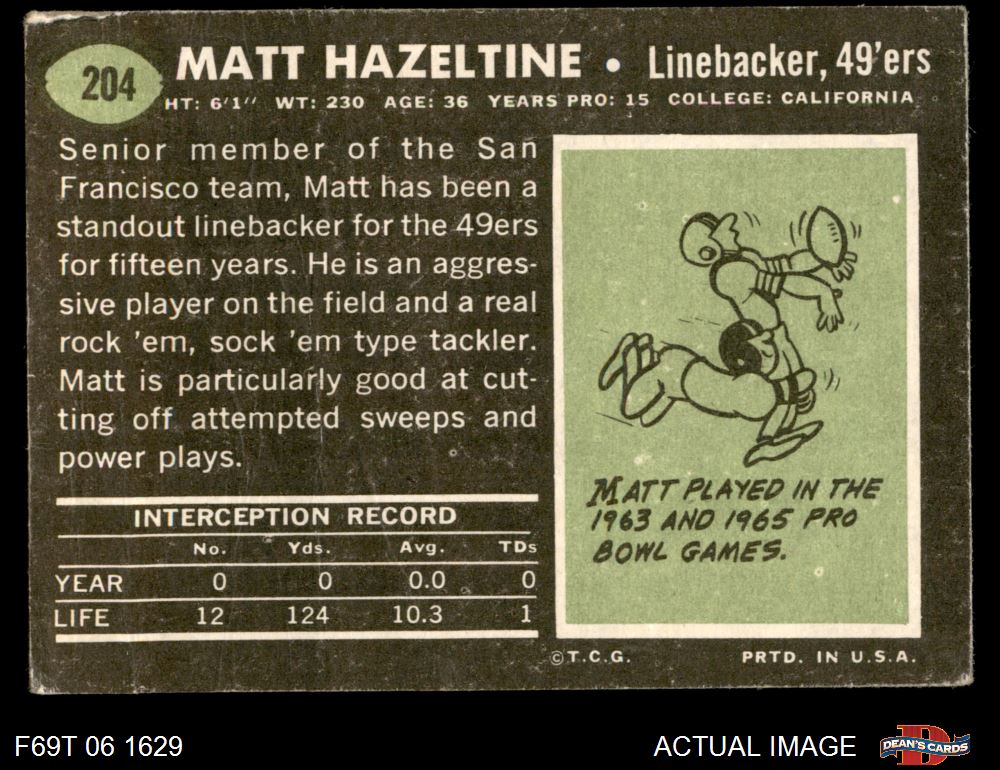 204
MATT HAZELTINE • Linebacker, 49'ers
HT: 6'1" WT: 230 AGE: 36 YEARS PRO: 15 COLLEGE: CALIFORNIA
Senior member of the San
Francisco team, Matt has been a
standout linebacker for the 49ers
for fifteen years. He is an aggres-
sive player on the field and a real
rock 'em, sock 'em type tackler.
Matt is particularly good at cut-
ting off attempted sweeps and
power plays.
INTERCEPTION RECORD
No. Yds. Avg. TDs
YEAR 0 0 0.0 0
LIFE 12 124 10.3 1
MATT PLAYED IN THE
1963 AND 1965 PRO
BOWL GAMES.
©T.C.G. PRTD. IN U.S.A.
F69T 06 1629
ACTUAL IMAGE
DEAN'S CARDS